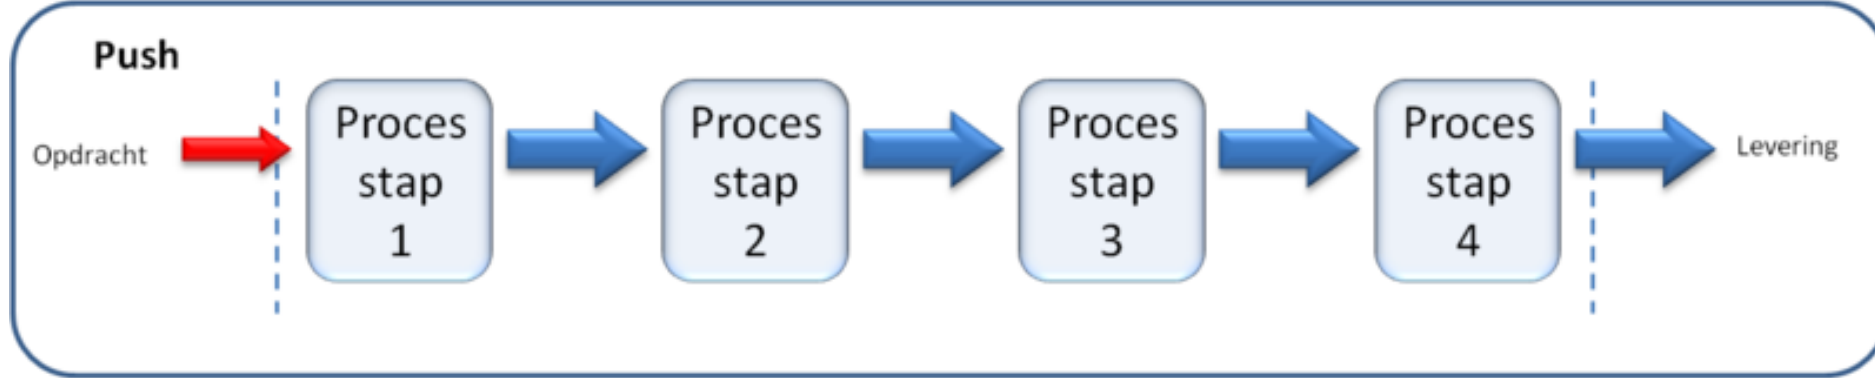 Push
Opdracht
Proces
stap
1
Proces
stap
2
Proces
stap
3
Proces
stap
4
Levering